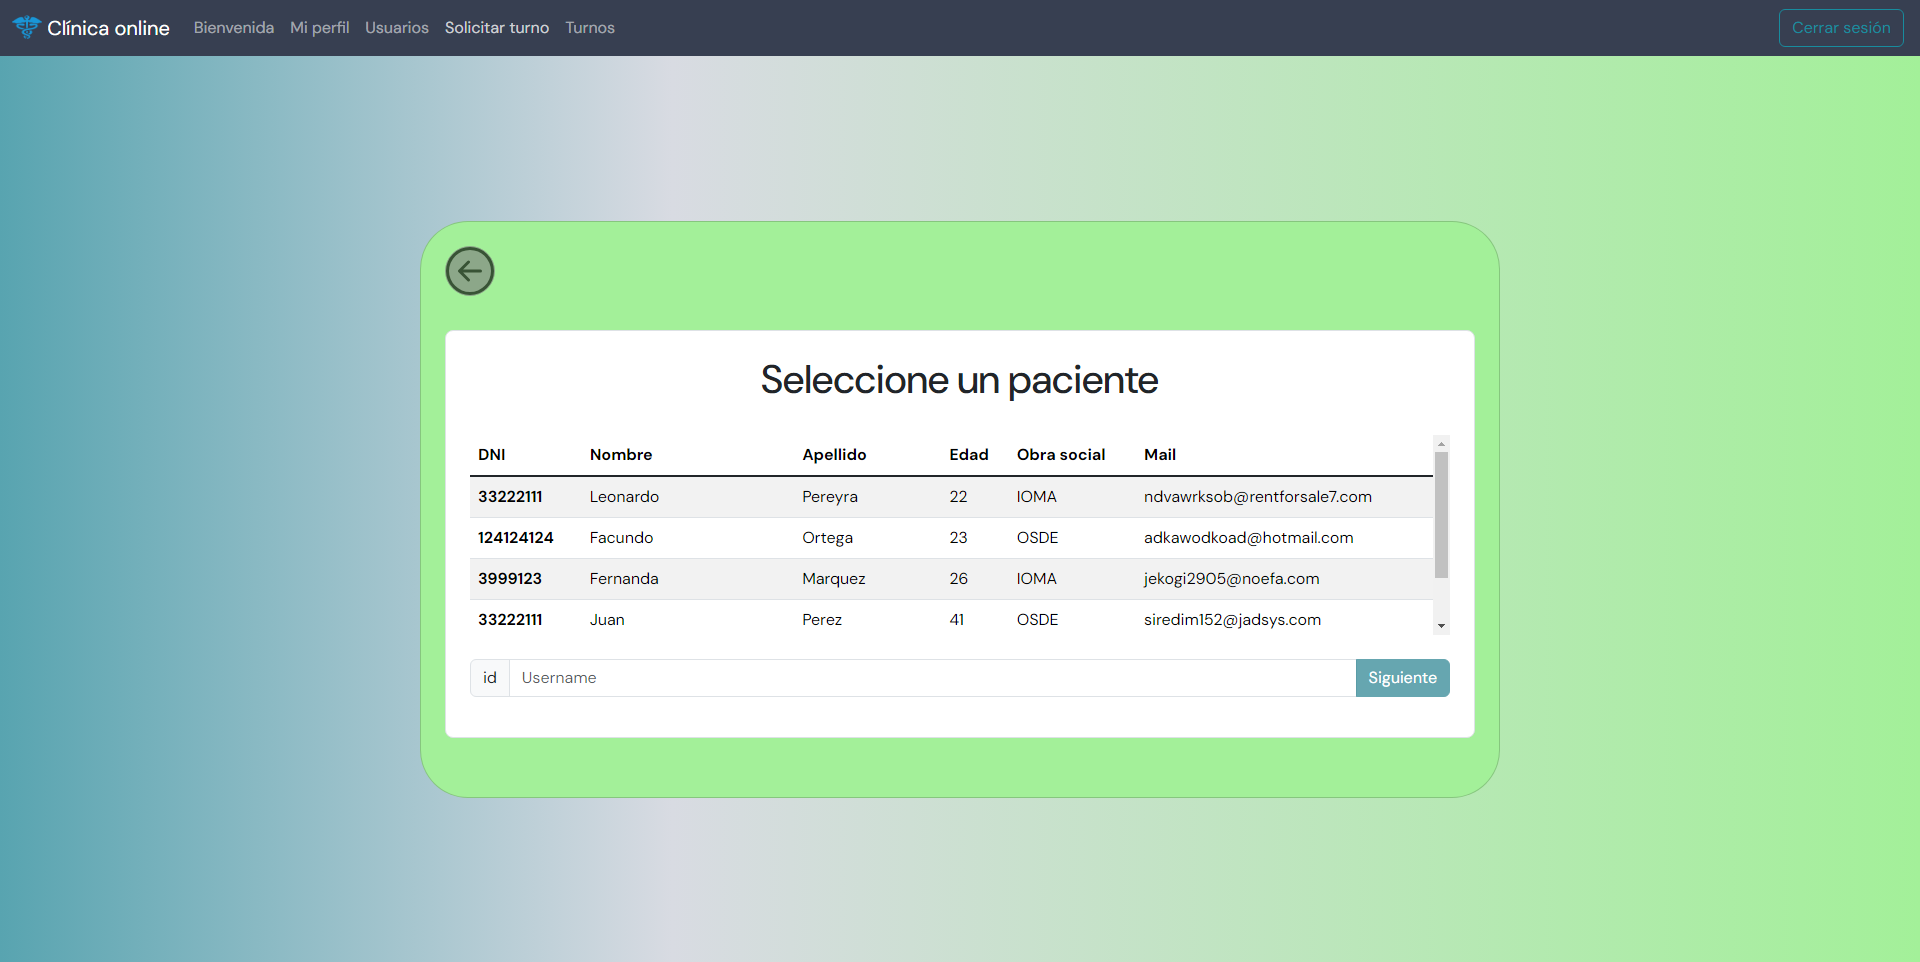 Clínica online Bienvenida Mi perfil Usuarios Solicitar turno Turnos Cerrar sesión
Seleccione un paciente
DNI Nombre Apellido Edad Obra social Mail
33222111 Leonardo Pereyra 22 IOMA ndvawrksob@rentforsale7.com
124124124 Facundo Ortega 23 OSDE adkawodkoad@hotmail.com
3999123 Fernanda Marquez 26 IOMA jekogi2905@noefa.com
33222111 Juan Perez 41 OSDE siredim152@jadsys.com
id Username Siguiente